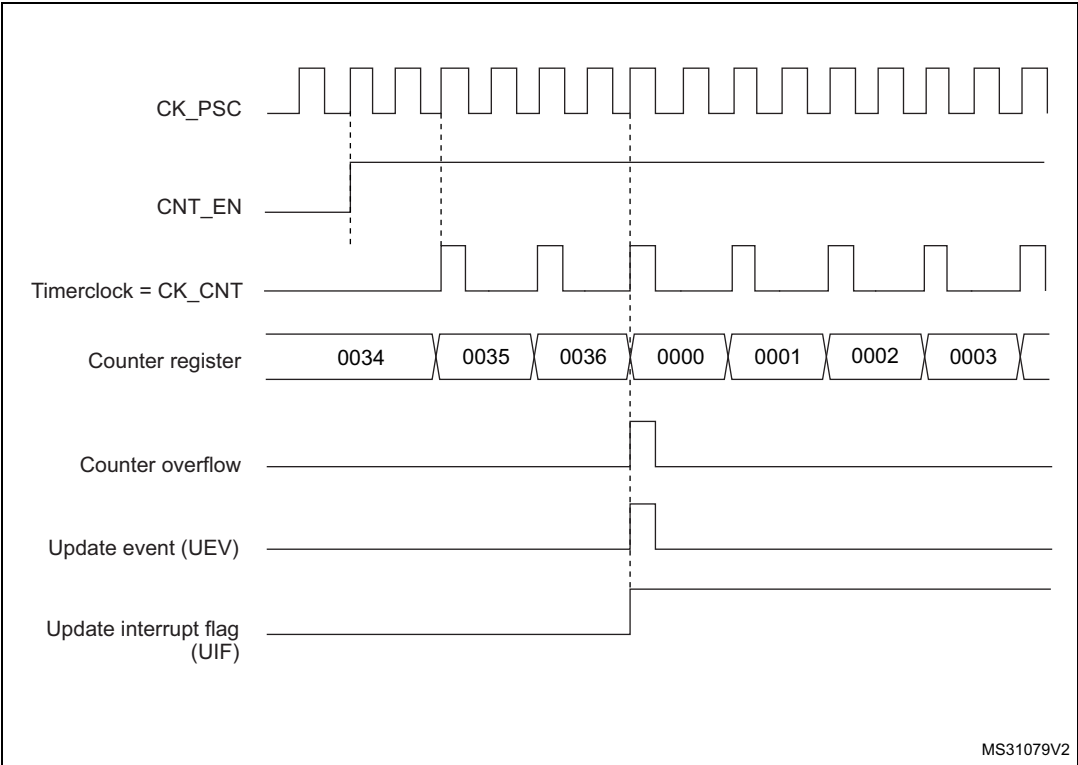 CK_PSC
CNT_EN
Timerclock = CK_CNT
Counter register
0034 0035 0036 0000 0001 0002 0003
Counter overflow
Update event (UEV)
Update interrupt flag
(UIF)
MS31079V2